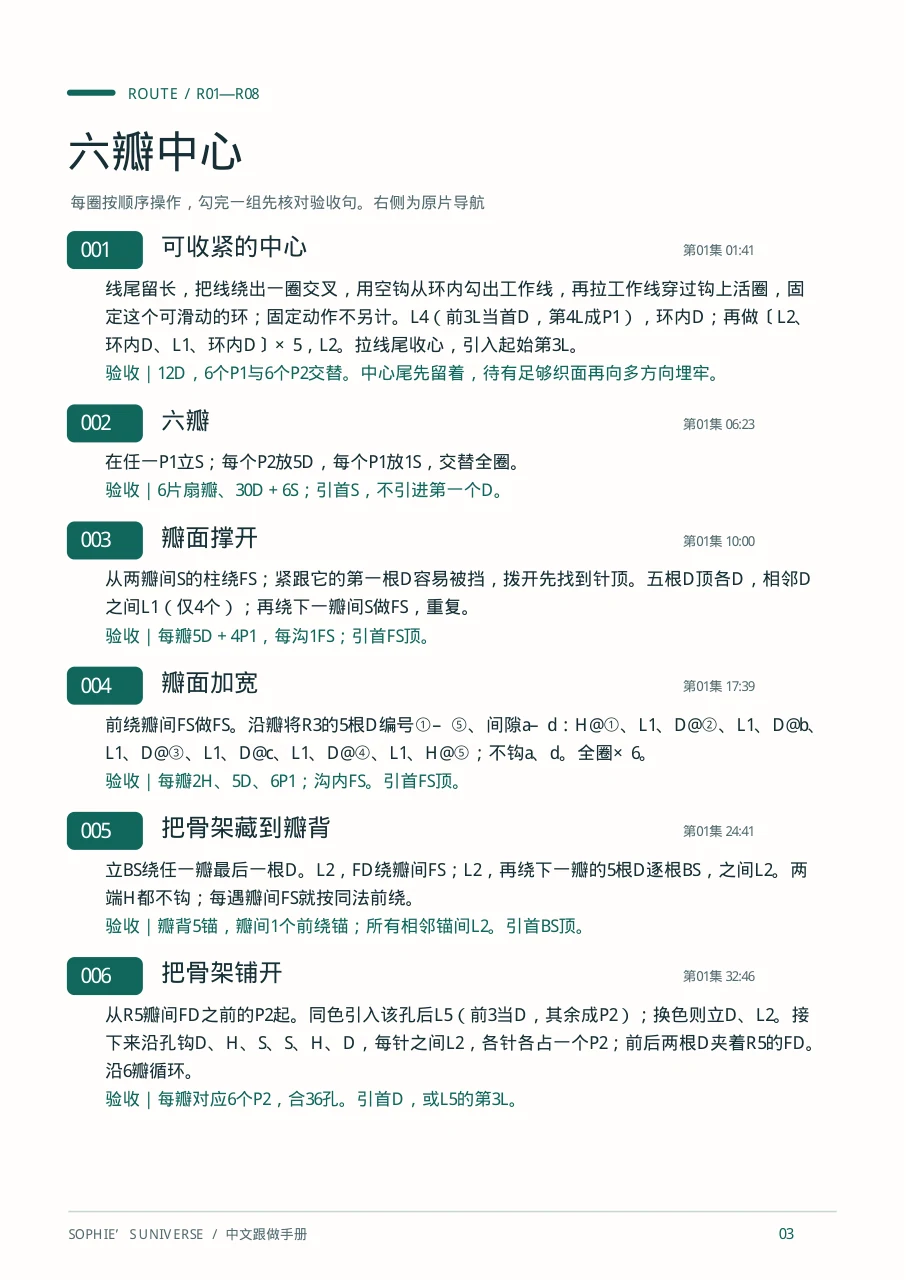 ROUTE / R01—R08
六瓣中心
每圈按顺序操作，勾完一组先核对验收句。右侧为原片导航
001 可收紧的中心 第01集 01:41
线尾留长，把线绕出一圈交叉，用空钩从环内勾出工作线，再拉工作线穿过钩上活圈，固
定这个可滑动的环；固定动作不另计。L4（前3L当首D，第4L成P1），环内D；再做〔L2、
环内D、L1、环内D〕× 5，L2。拉线尾收心，引入起始第3L。
验收｜12D，6个P1与6个P2交替。中心尾先留着，待有足够织面再向多方向埋牢。
002 六瓣 第01集 06:23
在任一P1立S；每个P2放5D，每个P1放1S，交替全圈。
验收｜6片扇瓣、30D + 6S；引首S，不引进第一个D。
003 瓣面撑开 第01集 10:00
从两瓣间S的柱绕FS；紧跟它的第一根D容易被挡，拨开先找到针顶。五根D顶各D，相邻D
之间L1（仅4个）；再绕下一瓣间S做FS，重复。
验收｜每瓣5D + 4P1，每沟1FS；引首FS顶。
004 瓣面加宽 第01集 17:39
前绕瓣间FS做FS。沿瓣将R3的5根D编号①– ⑤、间隙a– d：H@①、L1、D@②、L1、D@b、
L1、D@③、L1、D@c、L1、D@④、L1、H@⑤；不钩a、d。全圈× 6。
验收｜每瓣2H、5D、6P1；沟内FS。引首FS顶。
005 把骨架藏到瓣背 第01集 24:41
立BS绕任一瓣最后一根D。L2，FD绕瓣间FS；L2，再绕下一瓣的5根D逐根BS，之间L2。两
端H都不钩；每遇瓣间FS就按同法前绕。
验收｜瓣背5锚，瓣间1个前绕锚；所有相邻锚间L2。引首BS顶。
006 把骨架铺开 第01集 32:46
从R5瓣间FD之前的P2起。同色引入该孔后L5（前3当D，其余成P2）；换色则立D、L2。接
下来沿孔钩D、H、S、S、H、D，每针之间L2，各针各占一个P2；前后两根D夹着R5的FD。
沿6瓣循环。
验收｜每瓣对应6个P2，合36孔。引首D，或L5的第3L。
SOPHIE’ S UNIVERSE / 中文跟做手册 03